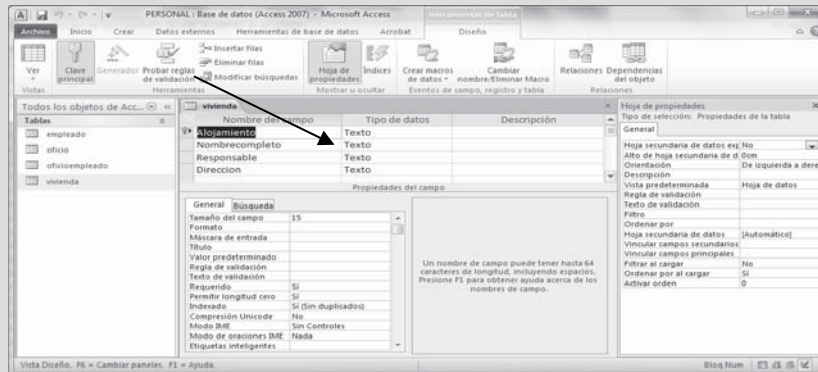 PERSONAL : Base de datos (Access 2007) - Microsoft Access
Herramientas de tabla
Archivo Inicio Crear Datos externos Herramientas de base de datos Acrobat Diseño
Ver
Clave principal
Generador
Probar reglas de validación
Insertar filas
Eliminar filas
Modificar búsquedas
Hoja de propiedades
Índices
Crear macros de datos
Cambiar nombre/Eliminar Macro
Relaciones
Dependencias del objeto
Vistas Herramientas Mostrar u ocultar Eventos de campo, registro y tabla Relaciones
Todos los objetos de Acc...
Tablas
empleado
oficio
oficioempleado
vivienda
vivienda
Nombre del campo Tipo de datos Descripción
Alojamiento Texto
Nombrecompleto Texto
Responsable Texto
Direccion Texto
Propiedades del campo
General Búsqueda
Tamaño del campo 15
Formato
Máscara de entrada
Título
Valor predeterminado
Regla de validación
Texto de validación
Requerido Sí
Permitir longitud cero Sí
Indexado Sí (Sin duplicados)
Compresión Unicode No
Modo IME Sin Controles
Modo de oraciones IME Nada
Etiquetas inteligentes
Un nombre de campo puede tener hasta 64
caracteres de longitud, incluyendo espacios.
Presione F1 para obtener ayuda acerca de los
nombres de campo.
Hoja de propiedades
Tipo de selección: Propiedades de la tabla
General
Hoja secundaria de datos exp No
Alto de hoja secundaria de d 0cm
Orientación De izquierda a dere
Descripción
Vista predeterminada Hoja de datos
Regla de validación
Texto de validación
Filtro
Ordenar por
Hoja secundaria de datos [Automático]
Vincular campos secundarios
Vincular campos principales
Filtrar al cargar No
Ordenar por al cargar Sí
Activar orden 0
Vista Diseño. F6 = Cambiar paneles. F1 = Ayuda.
Bloq Num